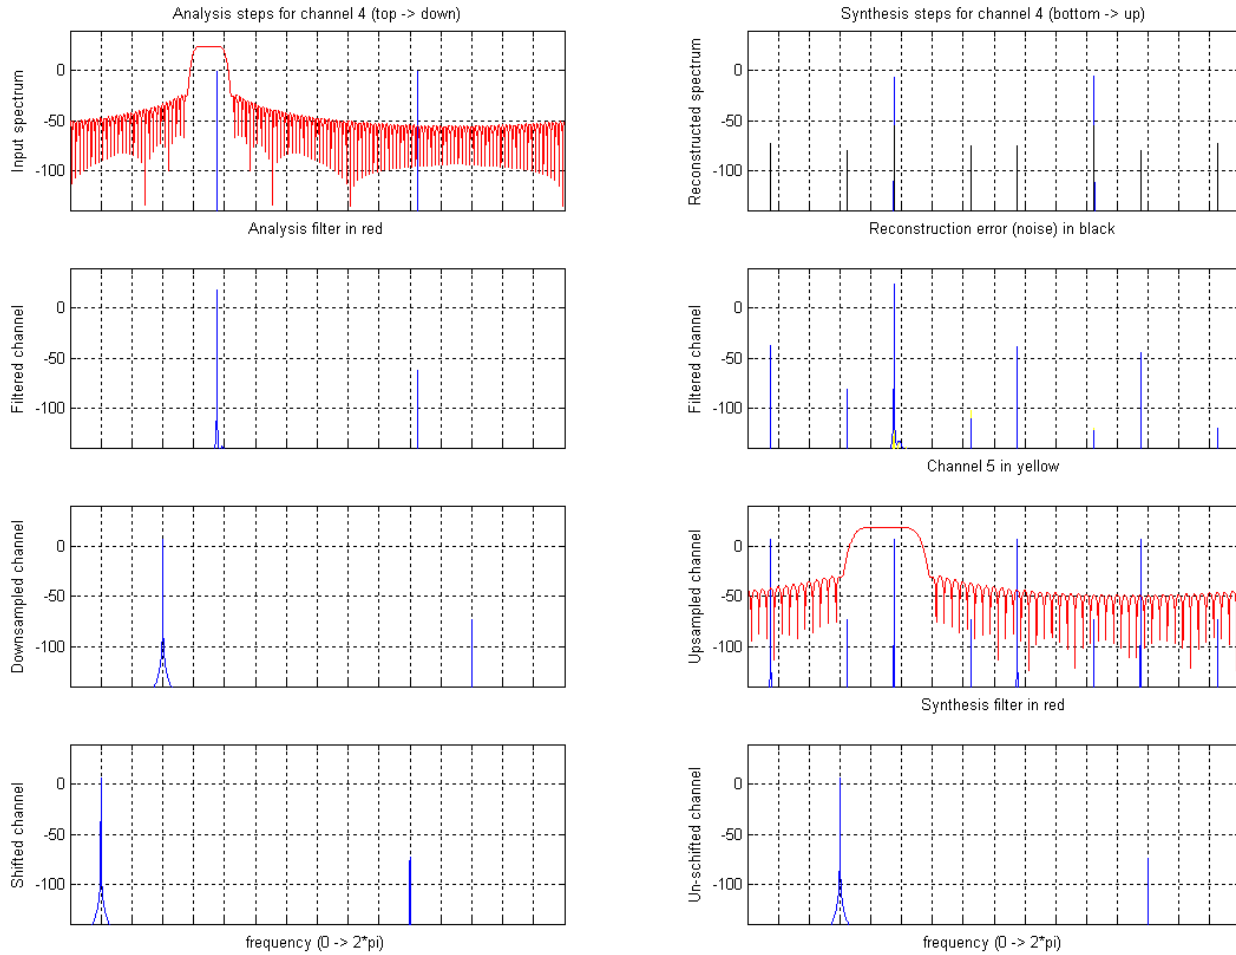 Analysis steps for channel 4 (top -> down)
Input spectrum
0
-50
-100
Analysis filter in red
Filtered channel
0
-50
-100
Downsampled channel
0
-50
-100
Shifted channel
0
-50
-100
frequency (0 -> 2*pi)
Synthesis steps for channel 4 (bottom -> up)
Reconstructed spectrum
0
-50
-100
Reconstruction error (noise) in black
Filtered channel
0
-50
-100
Channel 5 in yellow
Upsampled channel
0
-50
-100
Synthesis filter in red
Un-schifted channel
0
-50
-100
frequency (0 -> 2*pi)